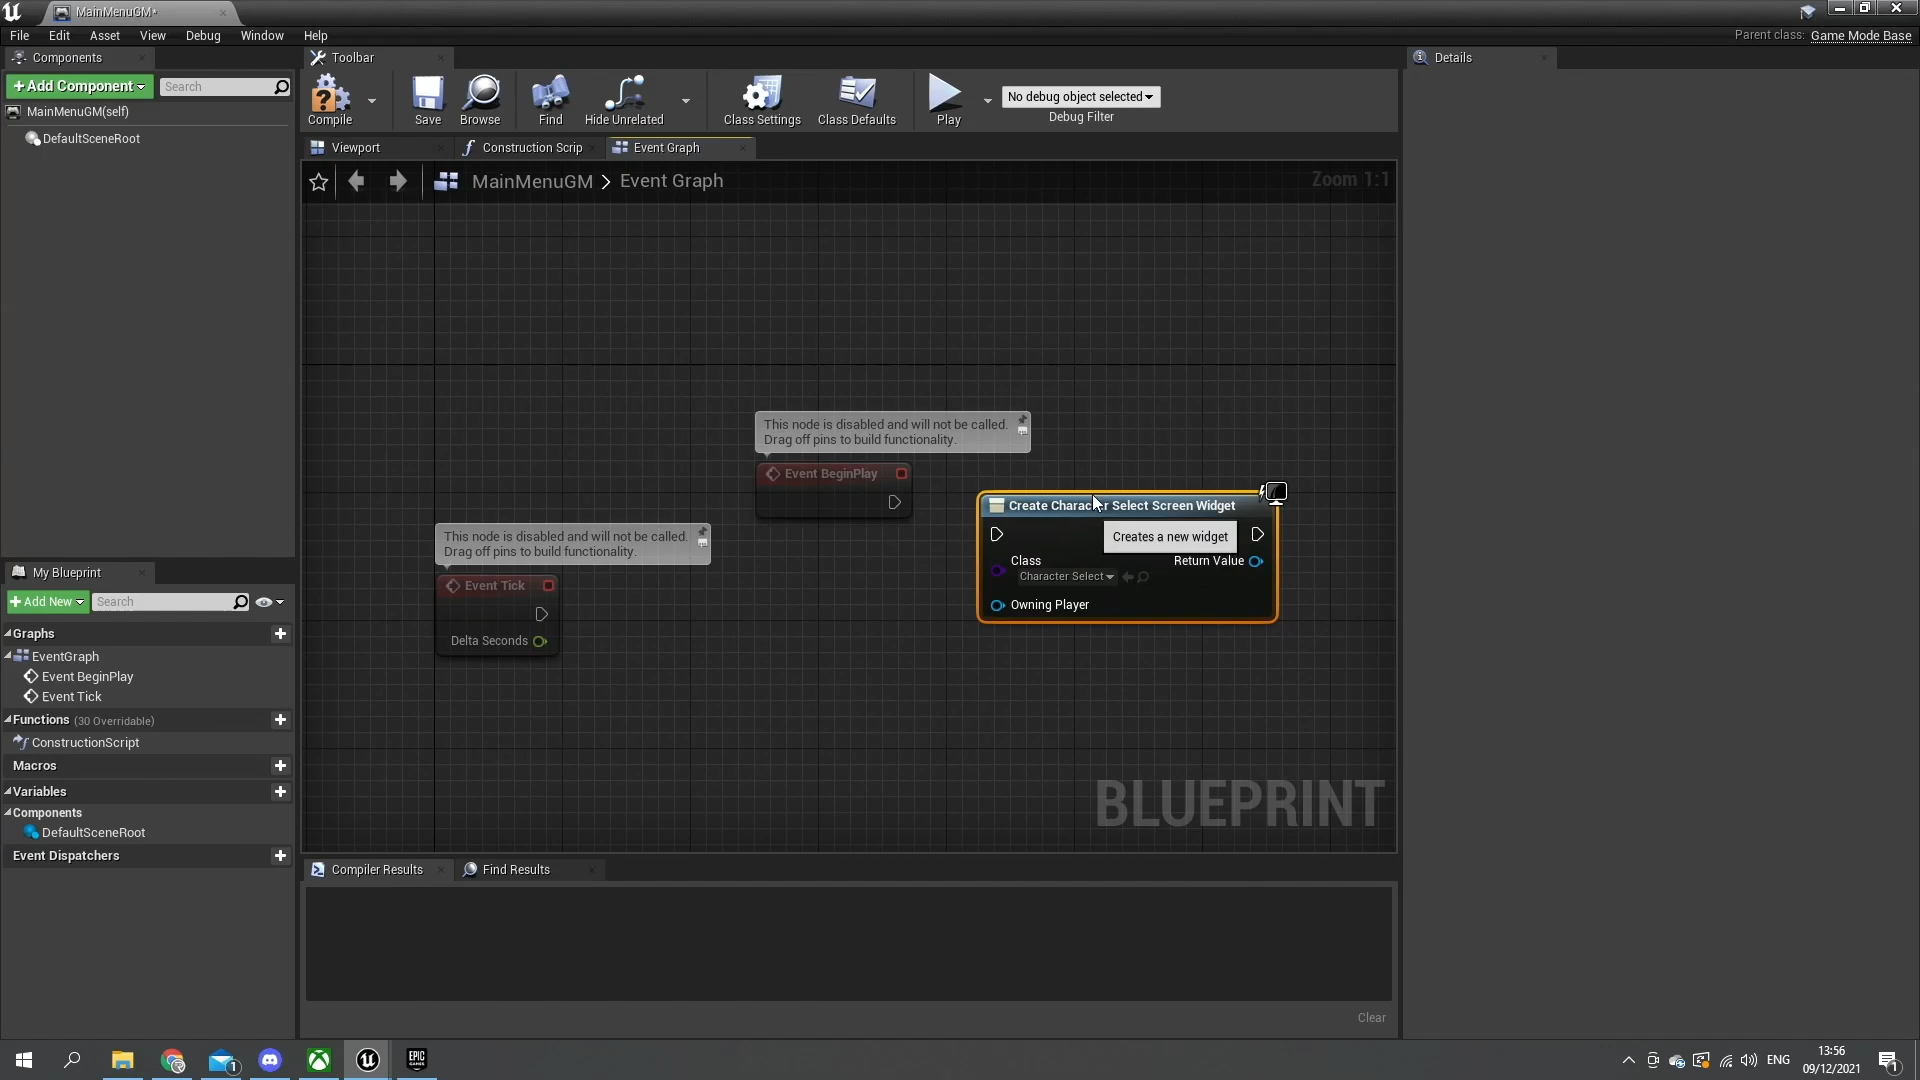 MainMenuGM*
File Edit Asset View Debug Window Help
Parent class: Game Mode Base
Components
Toolbar
Details
+Add Component
Search
MainMenuGM(self)
DefaultSceneRoot
Compile
Save
Browse
Find
Hide Unrelated
Class Settings
Class Defaults
Play
No debug object selected
Debug Filter
Viewport
Construction Scrip
Event Graph
MainMenuGM > Event Graph
Zoom 1:1
This node is disabled and will not be called.
Drag off pins to build functionality.
Event BeginPlay
This node is disabled and will not be called.
Drag off pins to build functionality.
Event Tick
Delta Seconds
Create Character Select Screen Widget
Creates a new widget
Class
Character Select
Return Value
Owning Player
BLUEPRINT
My Blueprint
+Add New
Search
Graphs
EventGraph
Event BeginPlay
Event Tick
Functions (30 Overridable)
ConstructionScript
Macros
Variables
Components
DefaultSceneRoot
Event Dispatchers
Compiler Results
Find Results
Clear
EPIC
GAMES
1
ENG
13:56
09/12/2021
1